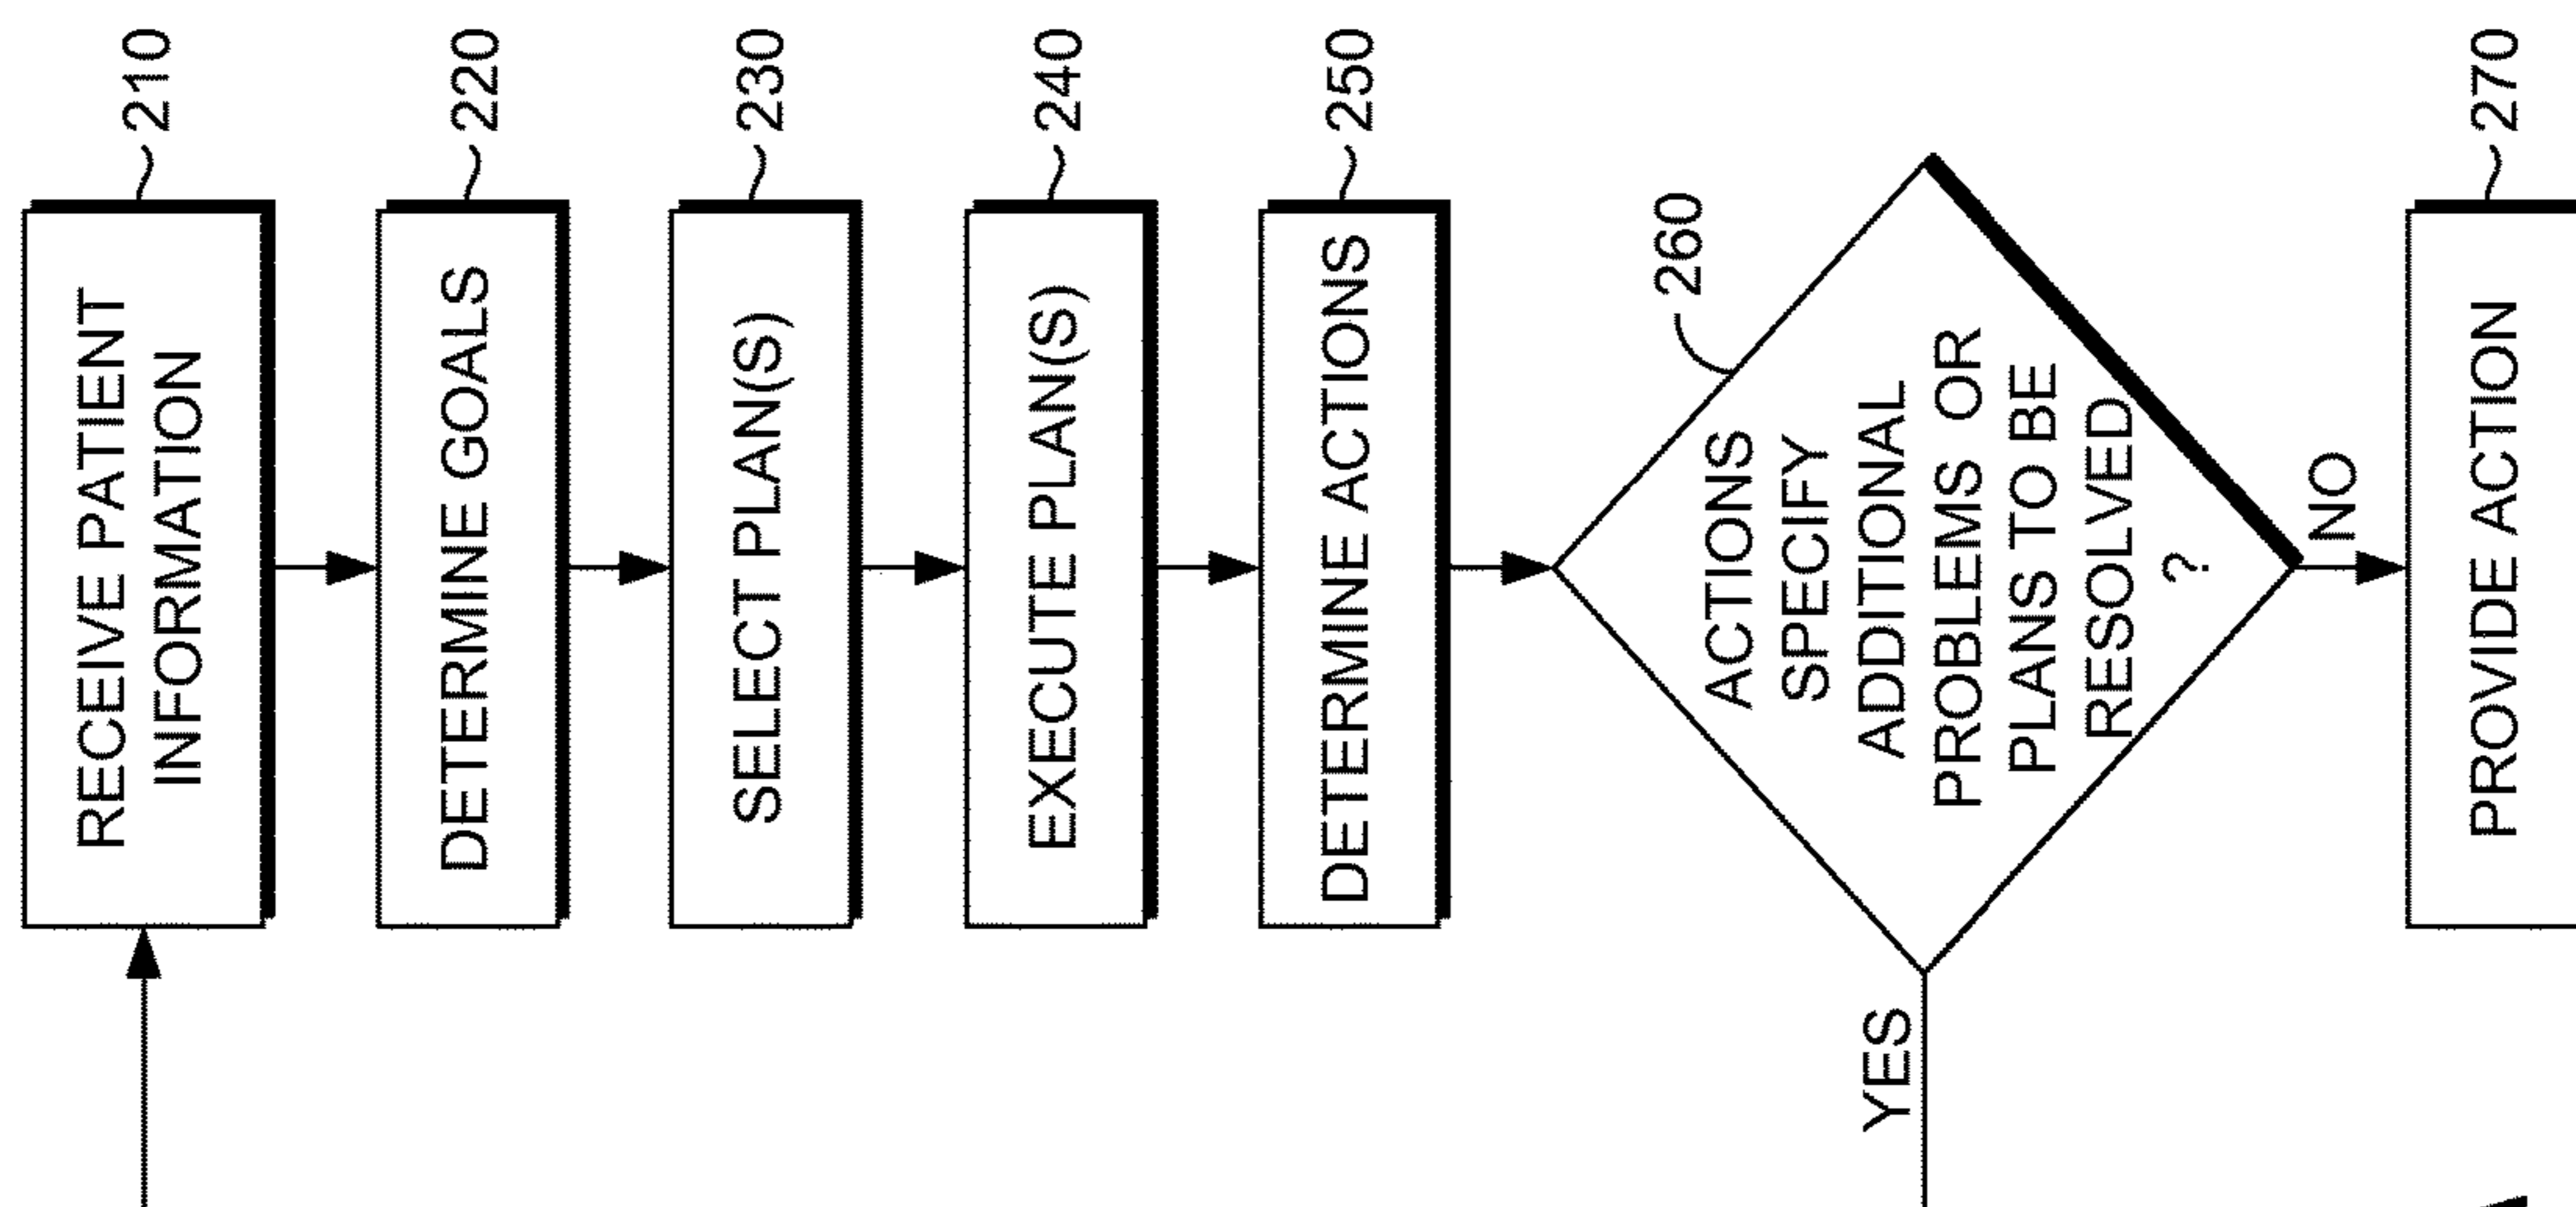 RECEIVE PATIENT
INFORMATION
210
DETERMINE GOALS
220
SELECT PLAN(S)
230
EXECUTE PLAN(S)
240
DETERMINE ACTIONS
250
260
ACTIONS
SPECIFY
ADDITIONAL
PROBLEMS OR
PLANS TO BE
RESOLVED
?
YES
NO
PROVIDE ACTION
270